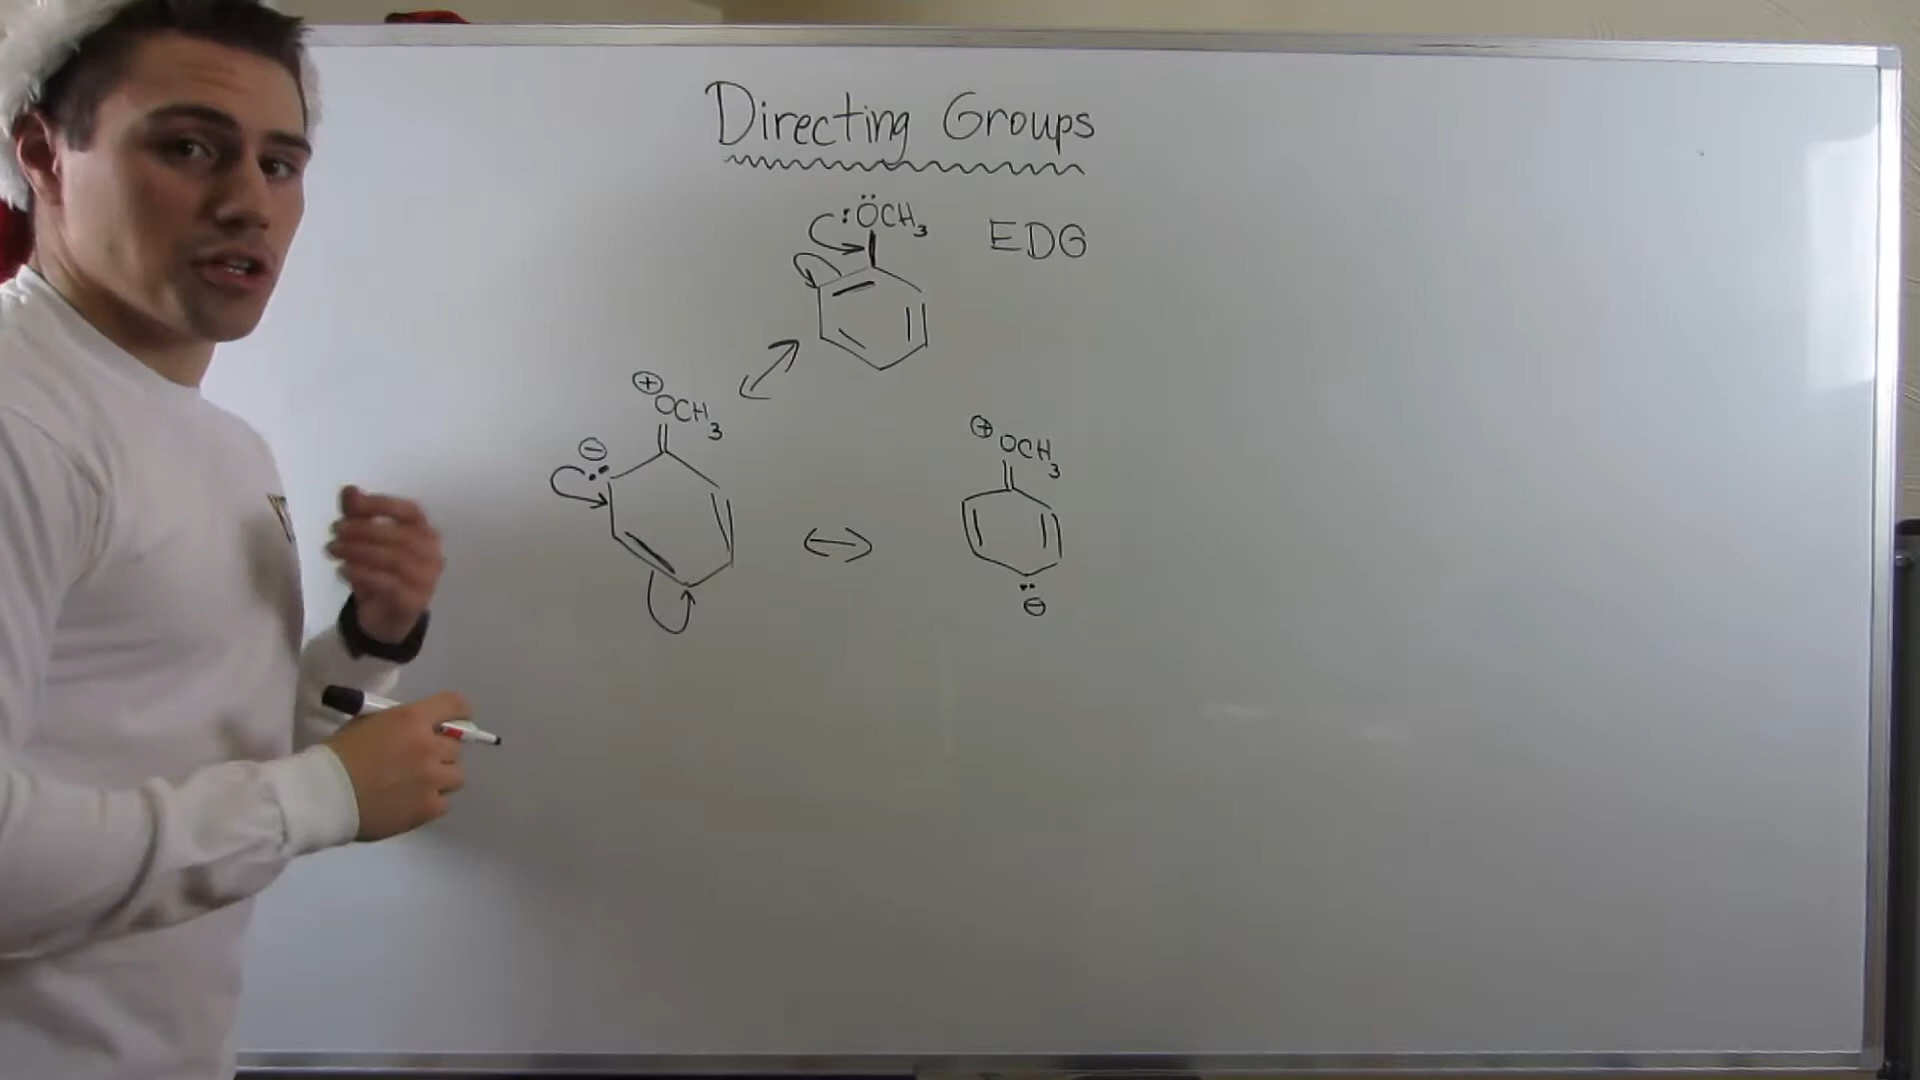 Directing Groups
:ÖCH3
EDG
⊕
OCH3
⊖
⊕
OCH3
⊖